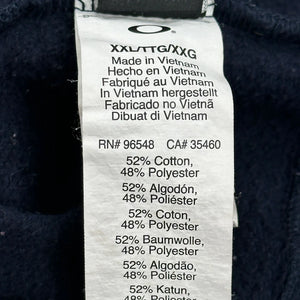 XXL/TTG/XXG
Made in Vietnam
Hecho en Vietnam
Fabriqué au Vietnam
In Vietnam hergestellt
Fabricado no Vietnã
Dibuat di Vietnam
RN# 96548 CA# 35460
52% Cotton,
48% Polyester
52% Algodón,
48% Poliéster
52% Coton,
48% Polyester
52% Baumwolle,
48% Polyester
52% Algodão,
48% Poliéster
52% Katun,
48% Poliester